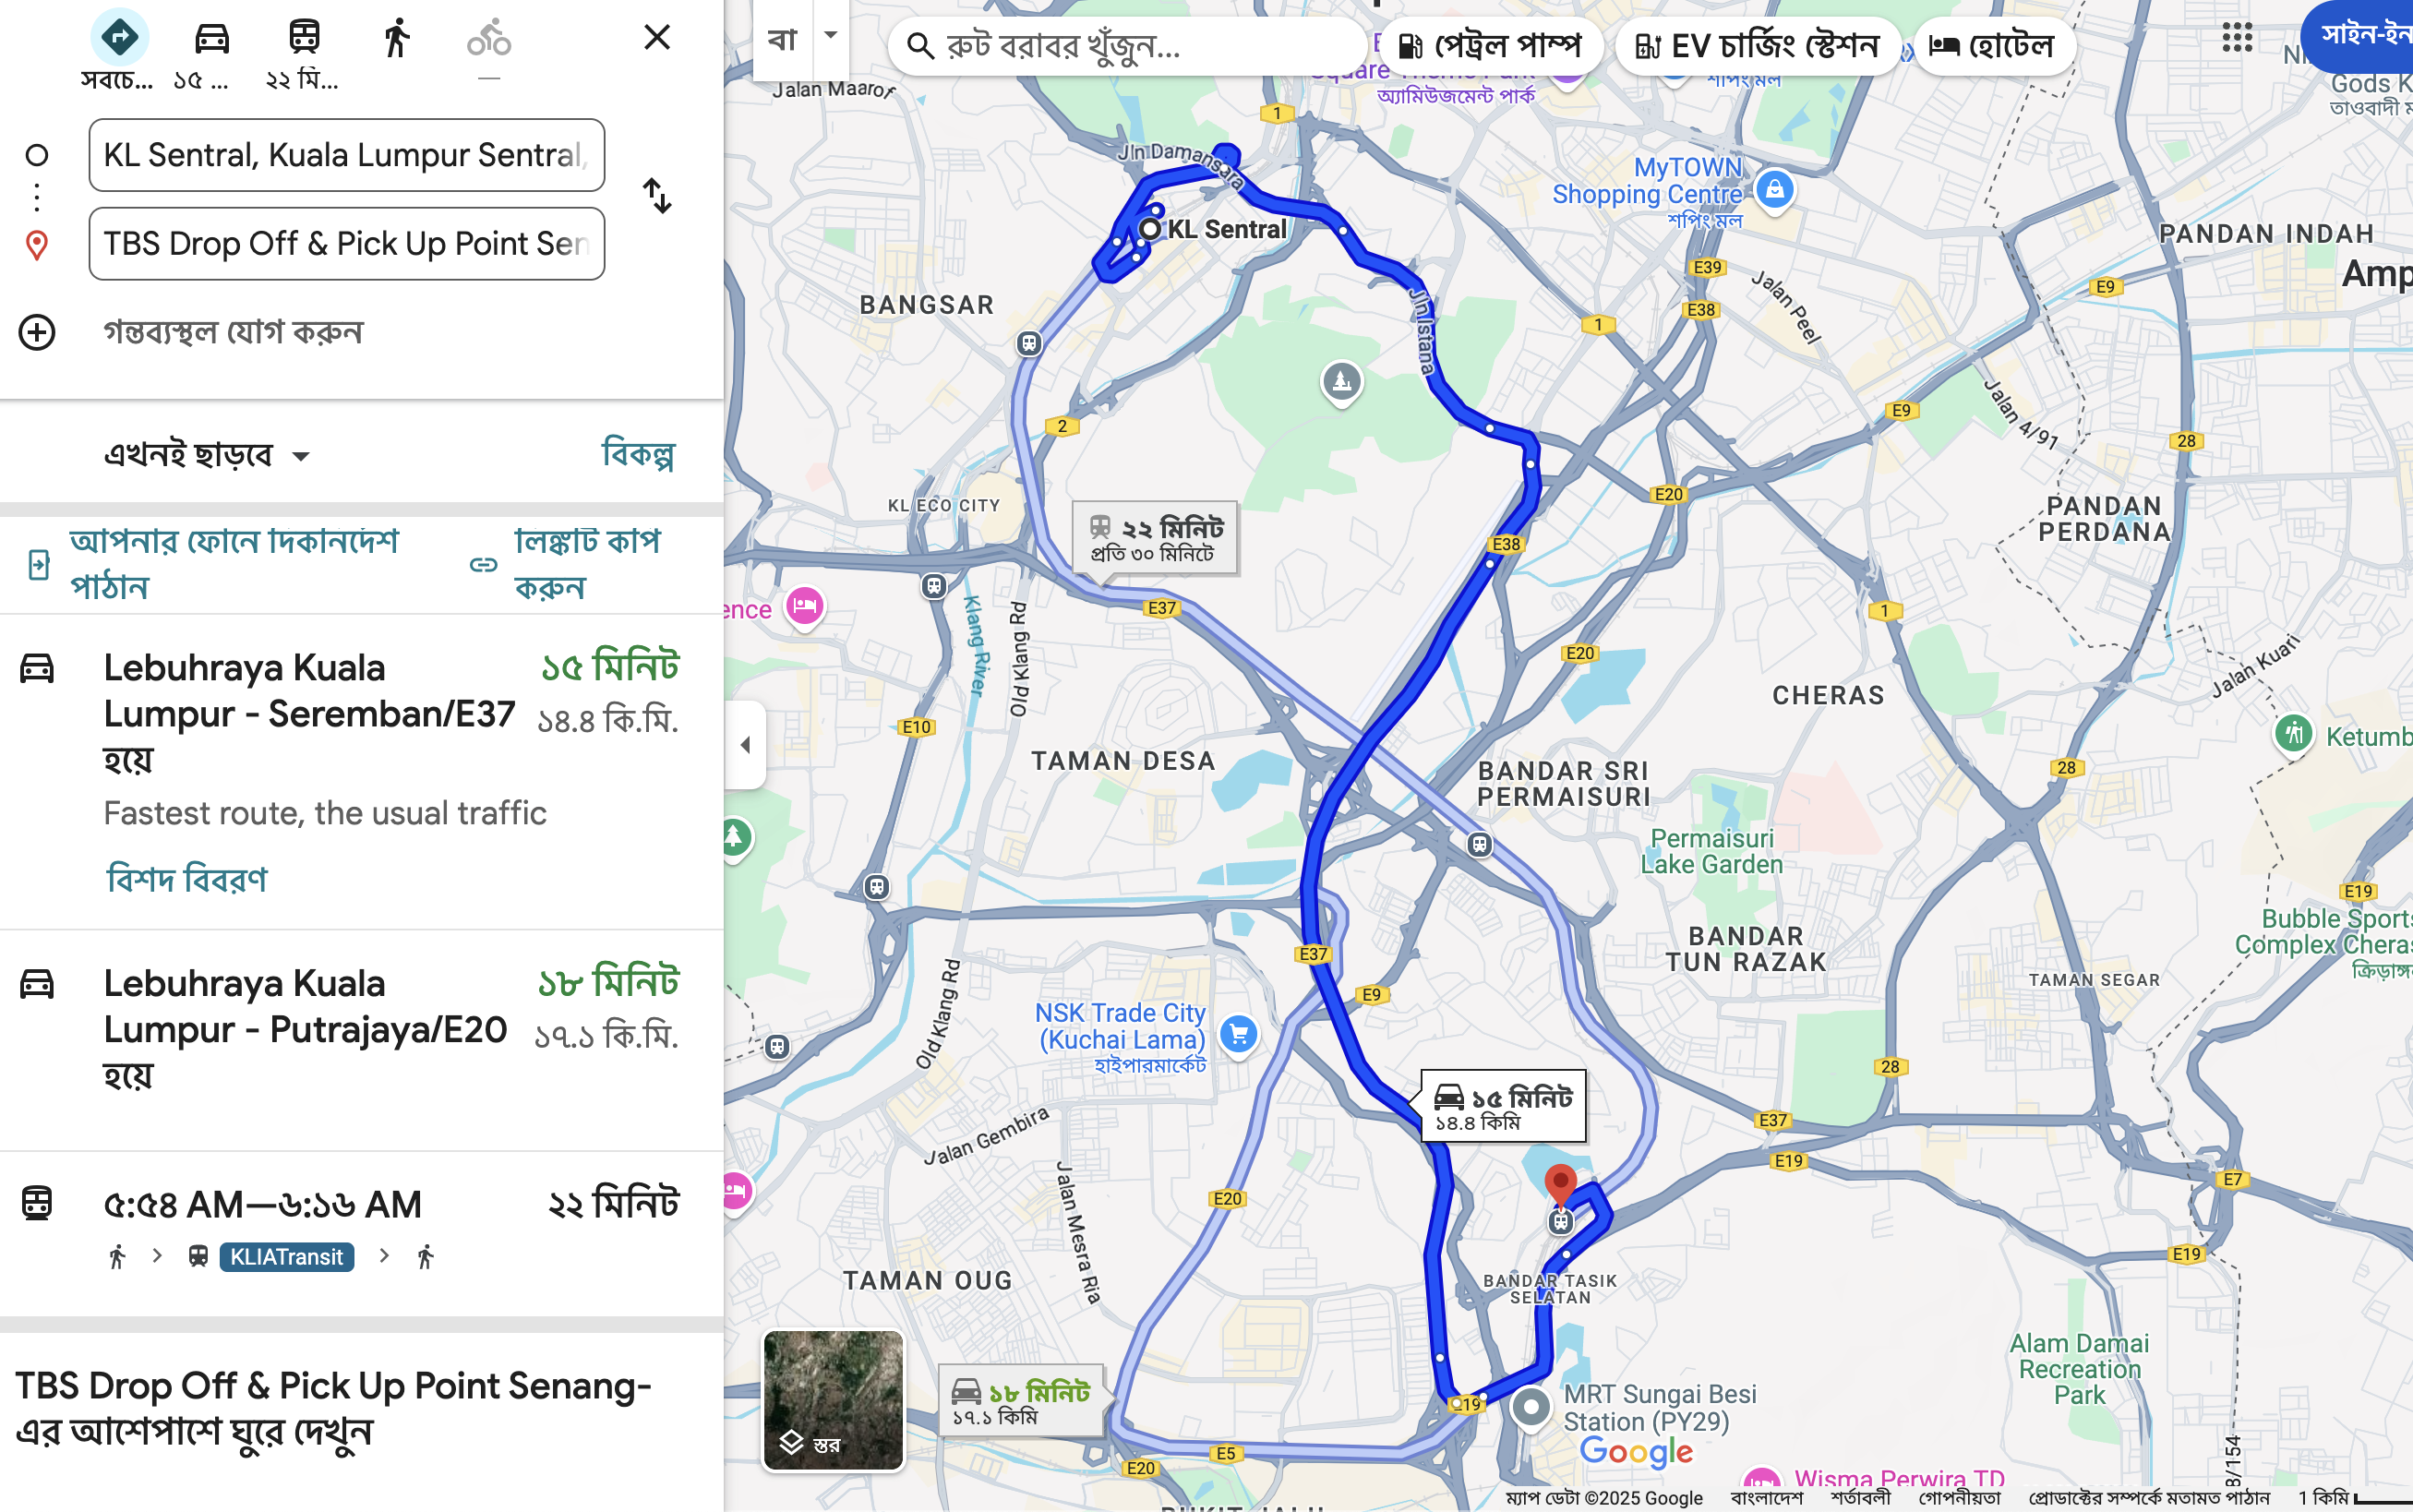 সবচে...
১৫ ...
২২ মি...
—
KL Sentral, Kuala Lumpur Sentral,
TBS Drop Off & Pick Up Point Sen
গন্তব্যস্থল যোগ করুন
এখনই ছাড়বে
বিকল্প
আপনার ফোনে দিকনির্দেশ
পাঠান
লিঙ্কটি কপি
করুন
Lebuhraya Kuala
Lumpur - Seremban/E37
হয়ে
১৫ মিনিট
১৪.৪ কি.মি.
Fastest route, the usual traffic
বিশদ বিবরণ
Lebuhraya Kuala
Lumpur - Putrajaya/E20
হয়ে
১৮ মিনিট
১৭.১ কি.মি.
৫:৫৪ AM—৬:১৬ AM
২২ মিনিট
KLIATransit
TBS Drop Off & Pick Up Point Senang-
এর আশেপাশে ঘুরে দেখুন
বা
রুট বরাবর খুঁজুন...
পেট্রল পাম্প
EV চার্জিং স্টেশন
হোটেল
সাইন-ইন
Gods K
Jalan Maarof
অ্যামিউজমেন্ট পার্ক
শপিং মল
1
Jln Damansara
MyTOWN
Shopping Centre
শপিং মল
KL Sentral
PANDAN INDAH
Amp
E39
E9
BANGSAR
E38
1
Jalan Peel
Jln Istana
2
E9
Jalan 4/91
28
KL ECO CITY
E20
PANDAN
PERDANA
২২ মিনিট
প্রতি ৩০ মিনিটে
E38
ence
E37
1
Klang River
Old Klang Rd
E20
Jalan Kuari
CHERAS
E10
Ketumb
TAMAN DESA
BANDAR SRI
PERMAISURI
28
Permaisuri
Lake Garden
E19
Bubble Sports
Complex Cheras
ক্রিড়াঙ্গ
BANDAR
TUN RAZAK
E37
TAMAN SEGAR
E9
Old Klang Rd
NSK Trade City
(Kuchai Lama)
হাইপারমার্কেট
28
১৫ মিনিট
১৪.৪ কিমি
E37
Jalan Gembira
E19
E7
Jalan Mesra Ria
E20
E19
TAMAN OUG
BANDAR TASIK
SELATAN
Alam Damai
Recreation
Park
১৮ মিনিট
১৭.১ কিমি
E19
MRT Sungai Besi
Station (PY29)
স্তর
E5
E20
Google
B/154
Wisma Perwira TD
ম্যাপ ডেটা ©2025 Google
বাংলাদেশ
শর্তাবলী
গোপনীয়তা
প্রোডাক্টের সম্পর্কে মতামত পাঠান
1 কিমি